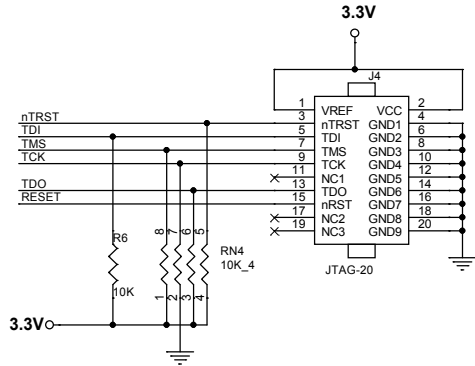 3.3V
J4
1 VREF VCC 2
nTRST 3 nTRST GND1 4
TDI 5 TDI GND2 6
TMS 7 TMS GND3 8
TCK 9 TCK GND4 10
11 NC1 GND5 12
TDO 13 TDO GND6 14
RESET 15 nRST GND7 16
17 NC2 GND8 18
19 NC3 GND9 20
JTAG-20
R6
10K
8 7 6 5
RN4
10K_4
1 2 3 4
3.3V